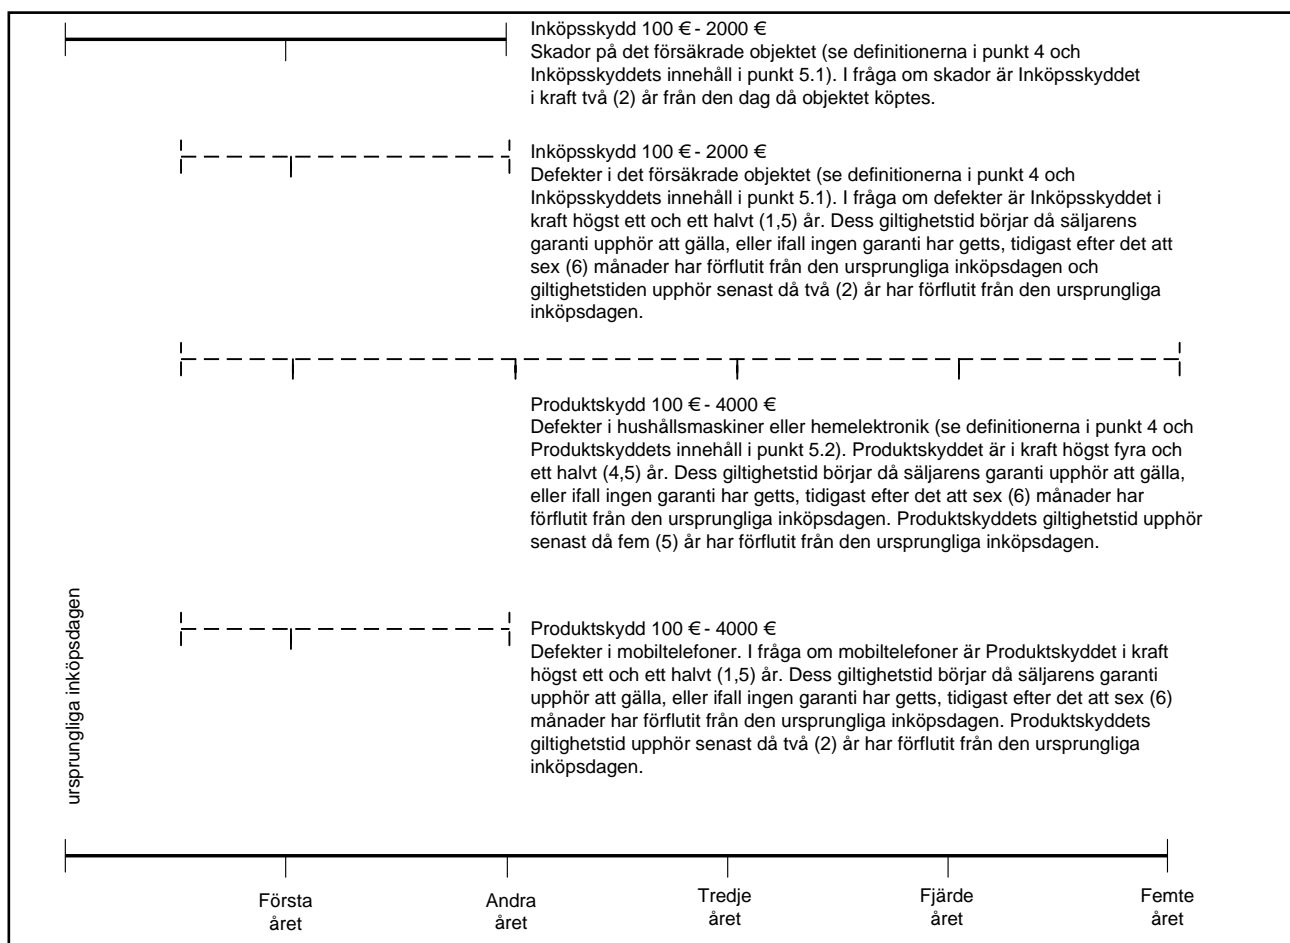 Inköpsskydd 100 € - 2000 €
Skador på det försäkrade objektet (se definitionerna i punkt 4 och
Inköpsskyddets innehåll i punkt 5.1). I fråga om skador är Inköpsskyddet
i kraft två (2) år från den dag då objektet köptes.
Inköpsskydd 100 € - 2000 €
Defekter i det försäkrade objektet (se definitionerna i punkt 4 och
Inköpsskyddets innehåll i punkt 5.1). I fråga om defekter är Inköpsskyddet i
kraft högst ett och ett halvt (1,5) år. Dess giltighetstid börjar då säljarens
garanti upphör att gälla, eller ifall ingen garanti har getts, tidigast efter det att
sex (6) månader har förflutit från den ursprungliga inköpsdagen och
giltighetstiden upphör senast då två (2) år har förflutit från den ursprungliga
inköpsdagen.
Produktskydd 100 € - 4000 €
Defekter i hushållsmaskiner eller hemelektronik (se definitionerna i punkt 4 och
Produktskyddets innehåll i punkt 5.2). Produktskyddet är i kraft högst fyra och
ett halvt (4,5) år. Dess giltighetstid börjar då säljarens garanti upphör att gälla,
eller ifall ingen garanti har getts, tidigast efter det att sex (6) månader har
förflutit från den ursprungliga inköpsdagen. Produktskyddets giltighetstid upphör
senast då fem (5) år har förflutit från den ursprungliga inköpsdagen.
Produktskydd 100 € - 4000 €
Defekter i mobiltelefoner. I fråga om mobiltelefoner är Produktskyddet i kraft
högst ett och ett halvt (1,5) år. Dess giltighetstid börjar då säljarens garanti
upphör att gälla, eller ifall ingen garanti har getts, tidigast efter det att sex (6)
månader har förflutit från den ursprungliga inköpsdagen. Produktskyddets
giltighetstid upphör senast då två (2) år har förflutit från den ursprungliga
inköpsdagen.
ursprungliga inköpsdagen
Första
året
Andra
året
Tredje
året
Fjärde
året
Femte
året